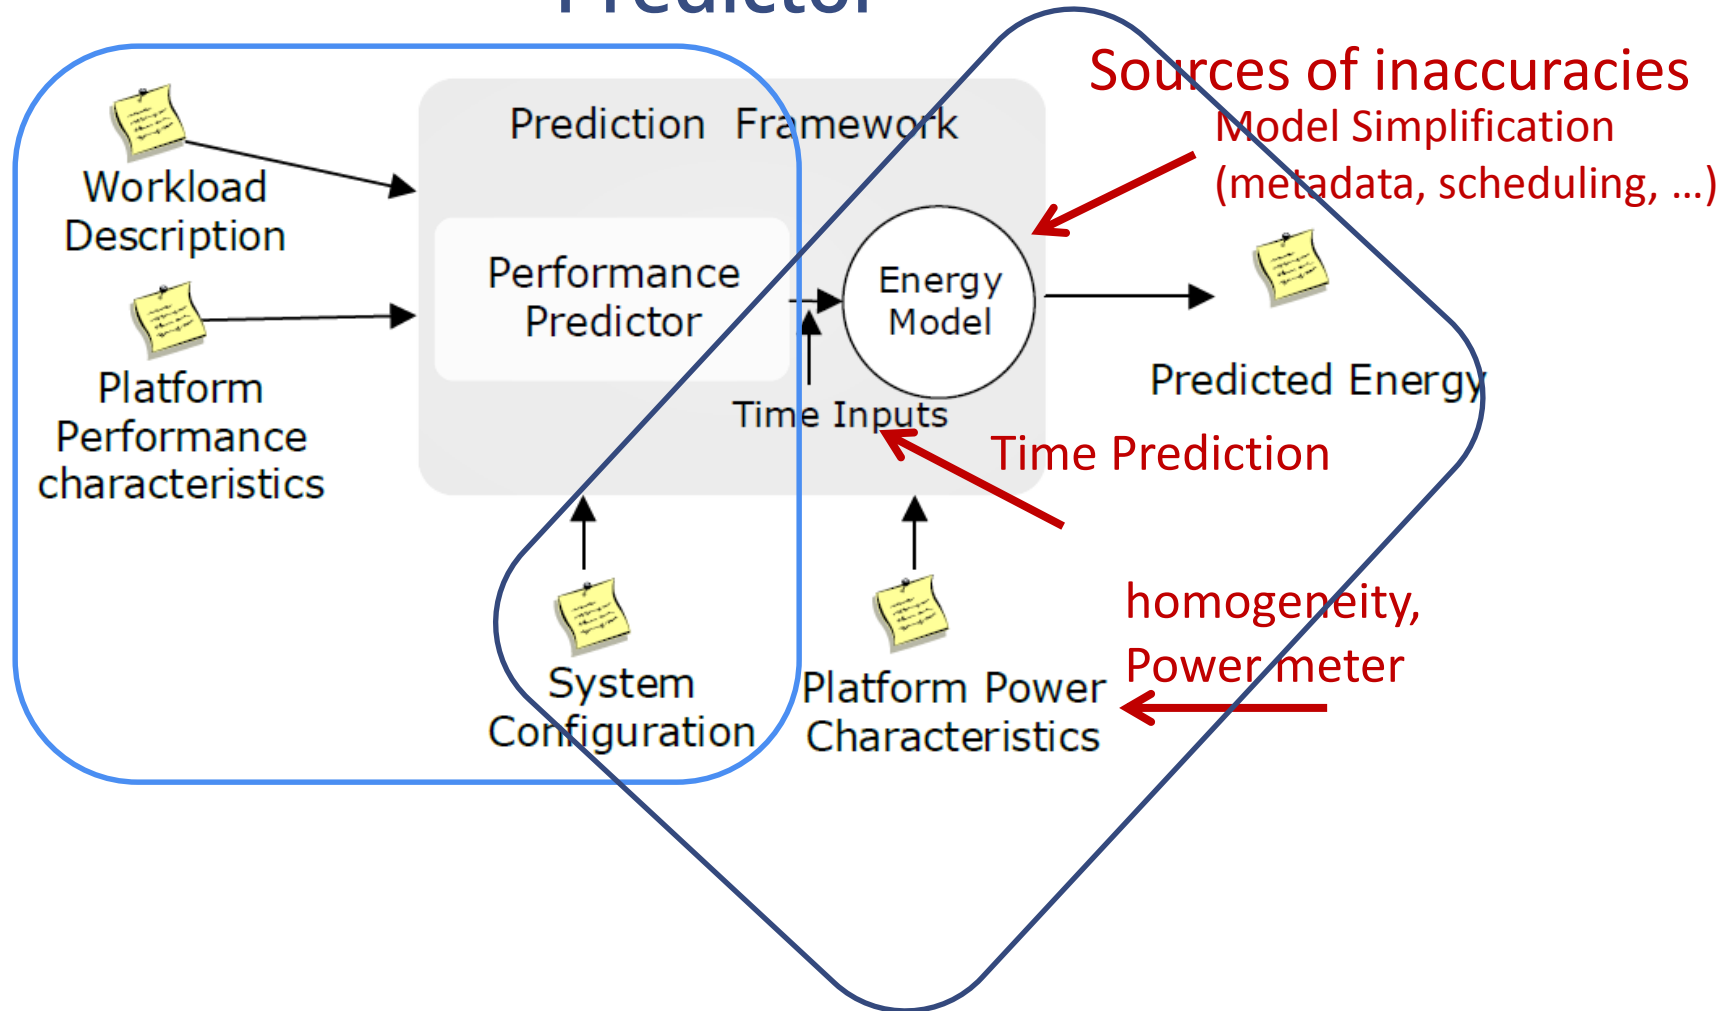 Predictor
Sources of inaccuracies
Model Simplification
(metadata, scheduling, ...)
Prediction Framework
Workload
Description
Performance
Predictor
Energy
Model
Platform
Performance
characteristics
Time Inputs
Predicted Energy
Time Prediction
homogeneity,
Power meter
System
Configuration
Platform Power
Characteristics